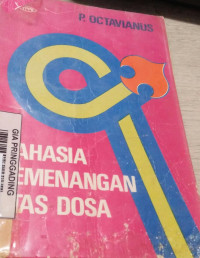 P. OCTAVIANUS
AHASIA
EMENANGAN
TAS DOSA
GIA PRINGGADING